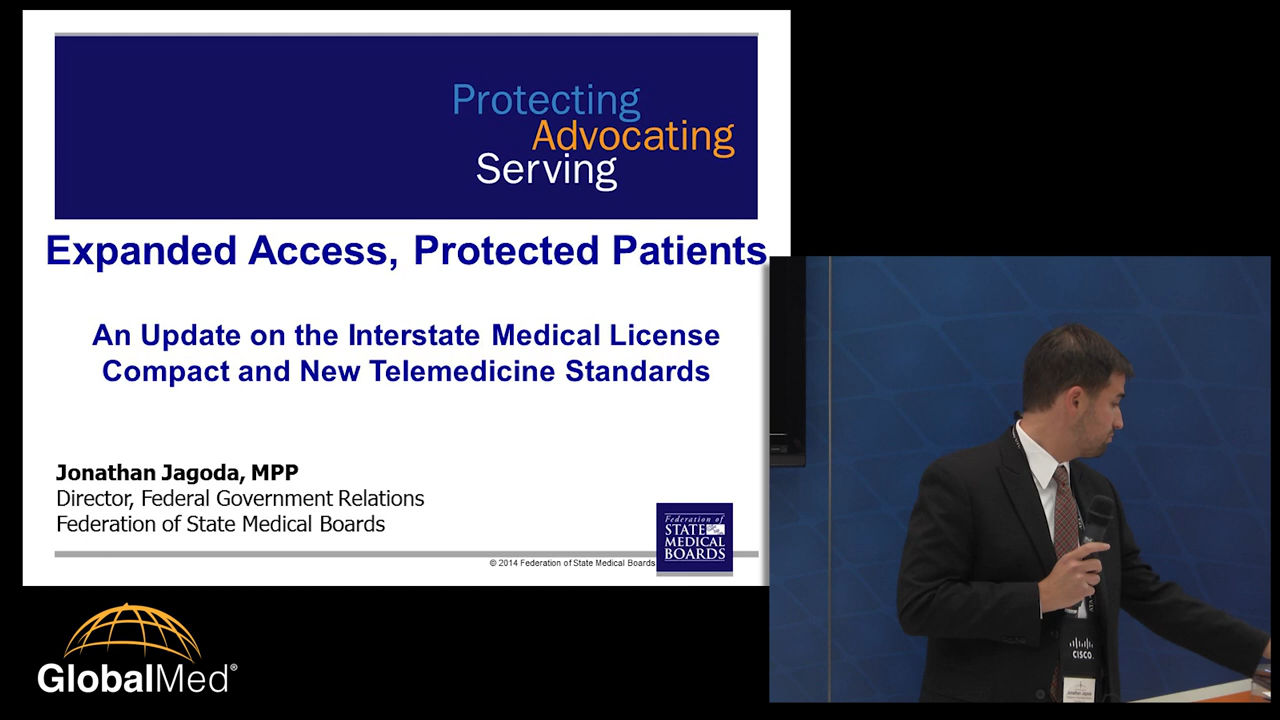 Protecting
Advocating
Serving
Expanded Access, Protected Patients
An Update on the Interstate Medical License
Compact and New Telemedicine Standards
Jonathan Jagoda, MPP
Director, Federal Government Relations
Federation of State Medical Boards
Federation of
STATE
MEDICAL
BOARDS
© 2014 Federation of State Medical Boards
GlobalMed®
CISCO